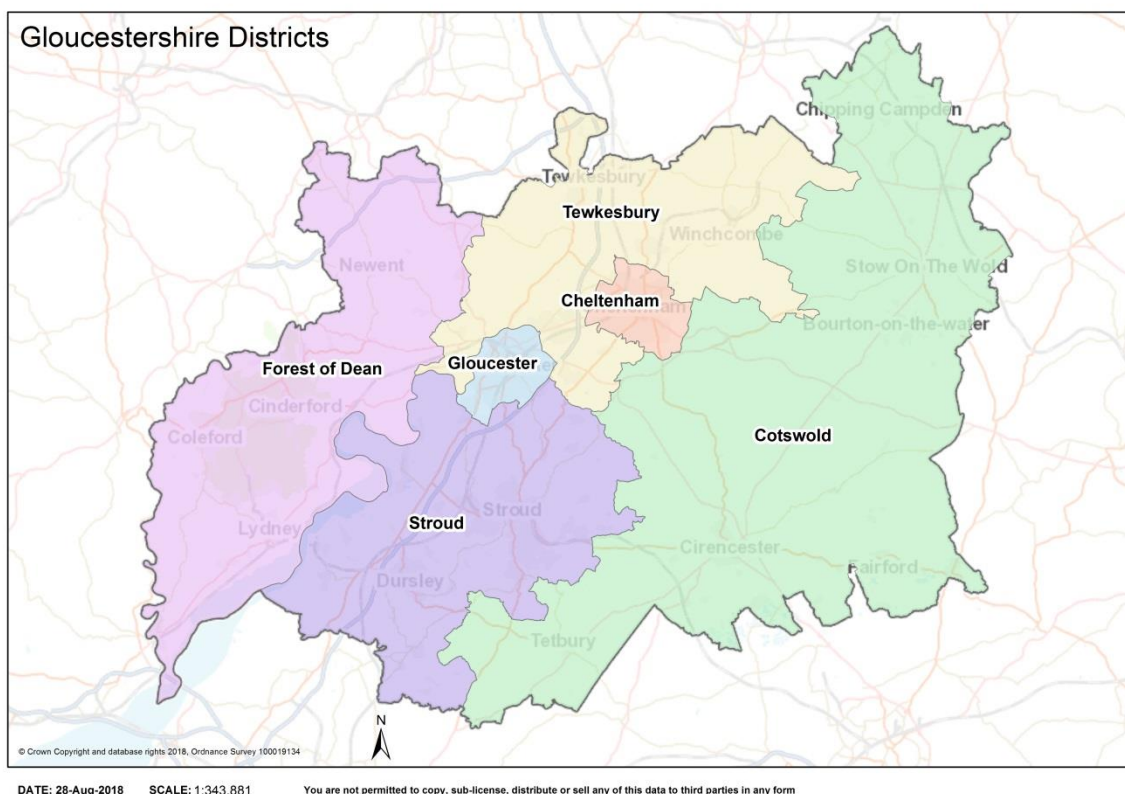 Gloucestershire Districts
Chipping Campden
Tewkesbury
Tewkesbury
Winchcombe
Newent
Stow On The Wold
Cheltenham
Bourton-on-the-water
Gloucester
Forest of Dean
Cinderford
Coleford
Cotswold
Stroud
Stroud
Lydney
Cirencester
Fairford
Dursley
Tetbury
N
© Crown Copyright and database rights 2018, Ordnance Survey 100019134
DATE: 28-Aug-2018 SCALE: 1:343,881 You are not permitted to copy, sub-license, distribute or sell any of this data to third parties in any form